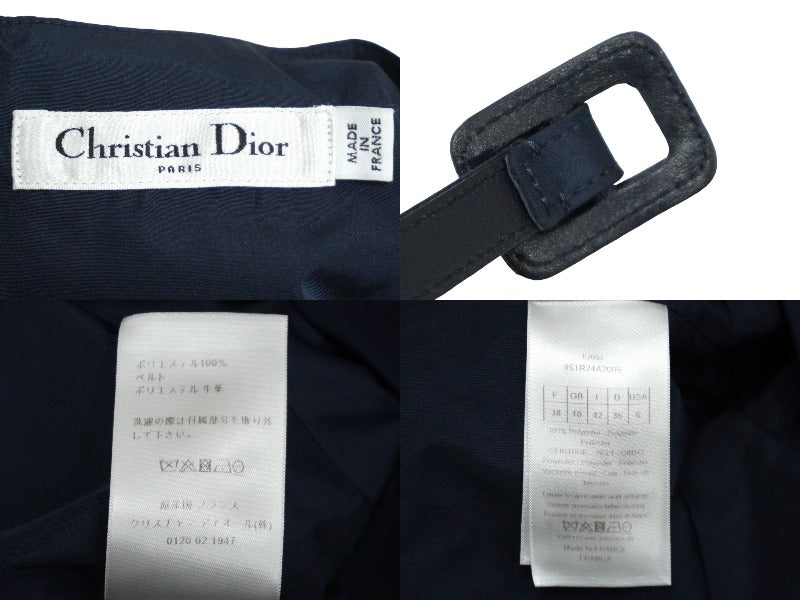 Christian Dior
PARIS
MADE
IN
FRANCE
ポリエステル100%
ベルト
ポリエステル 牛革
洗濯の際は付属部分を取り外
して下さい。
原産国 フランス
クリスチャン ディオール(株)
0120 02 1947
951R24A2006
F GB I D USA
38 10 42 36 6
100% Polyester Polyester
Polyester
Made in FRANCE
FRANCA